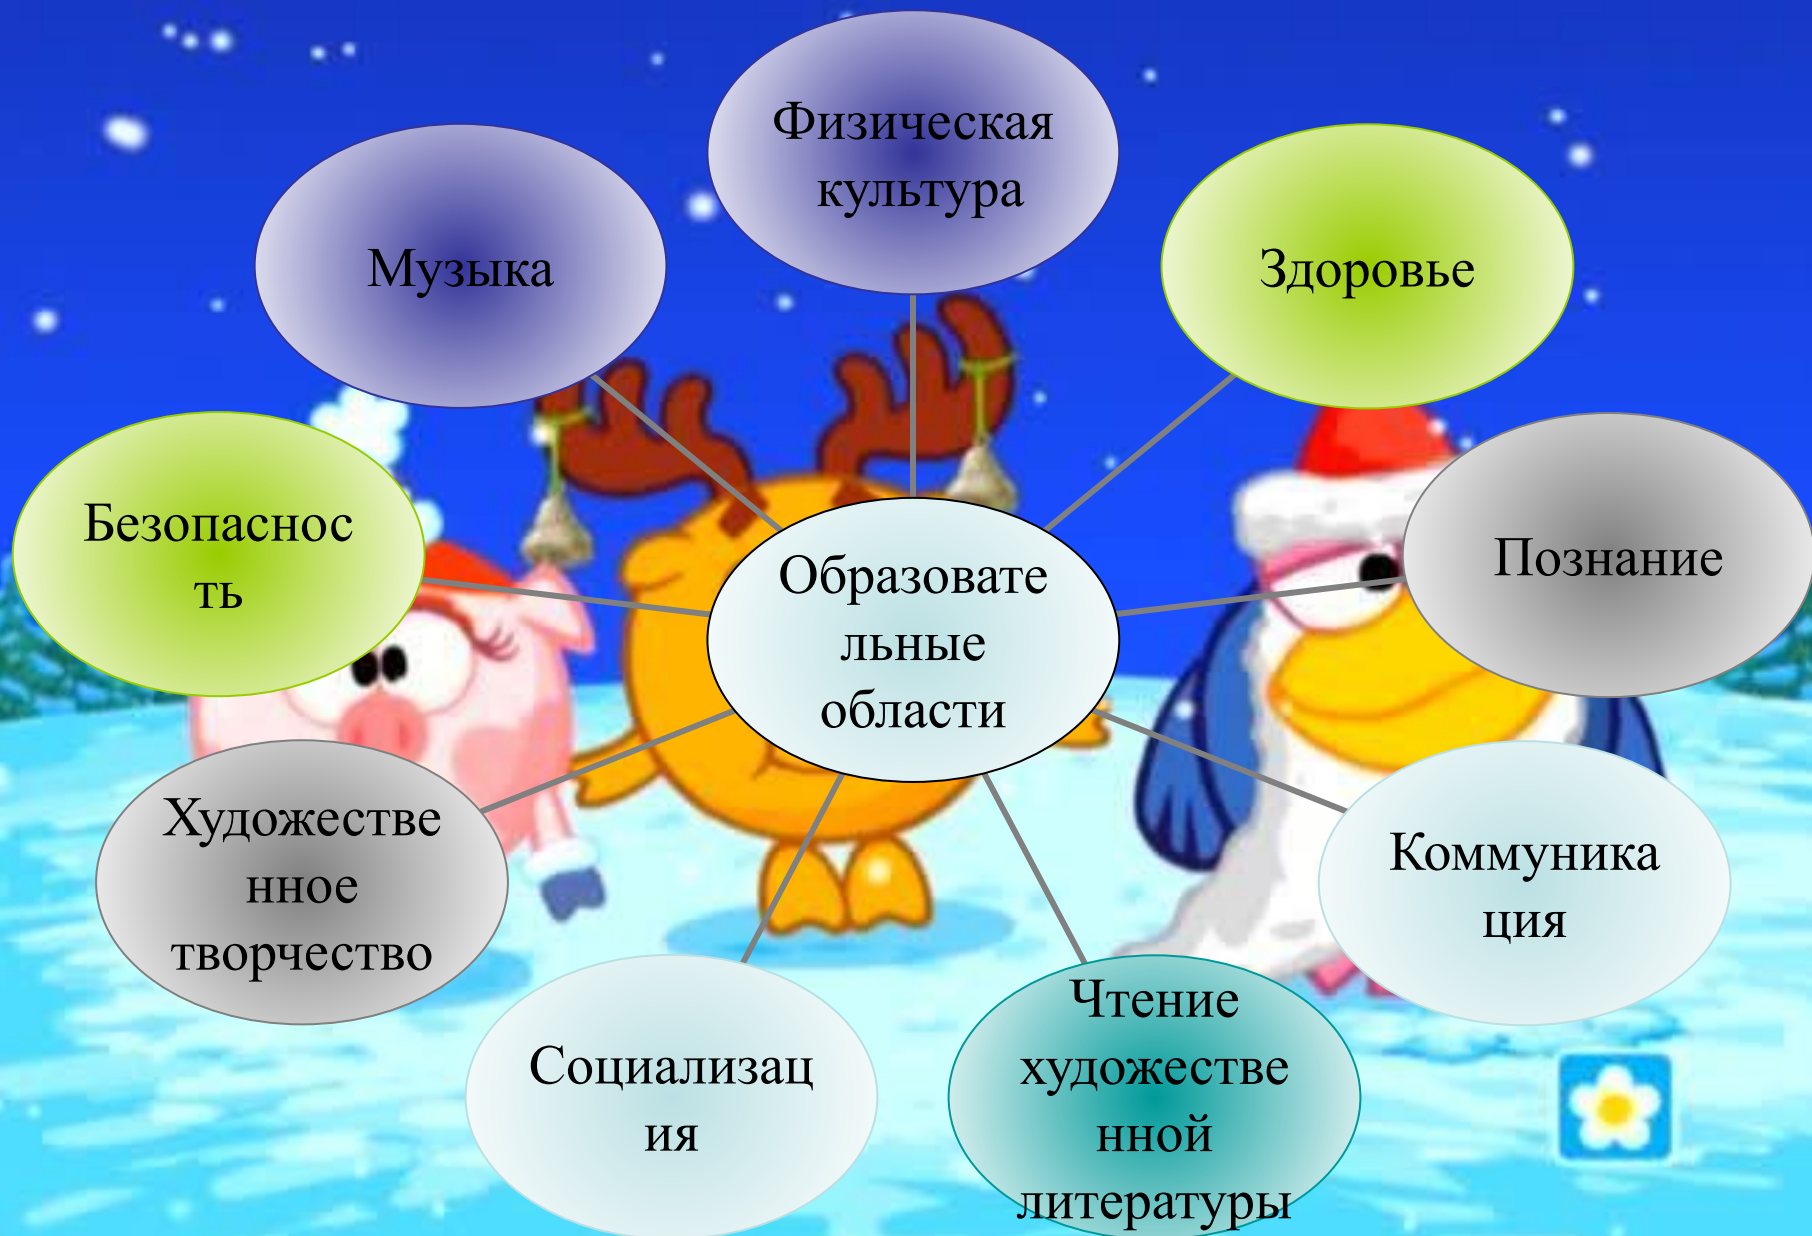 Физическая
культура
Музыка
Здоровье
Безопаснос
ть
Познание
Образовате
льные
области
Художестве
нное
творчество
Коммуника
ция
Социализац
ия
Чтение
художестве
нной
литературы